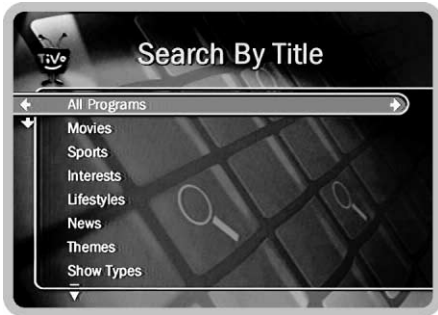 TiVo
Search By Title
All Programs
Movies
Sports
Interests
Lifestyles
News
Themes
Show Types